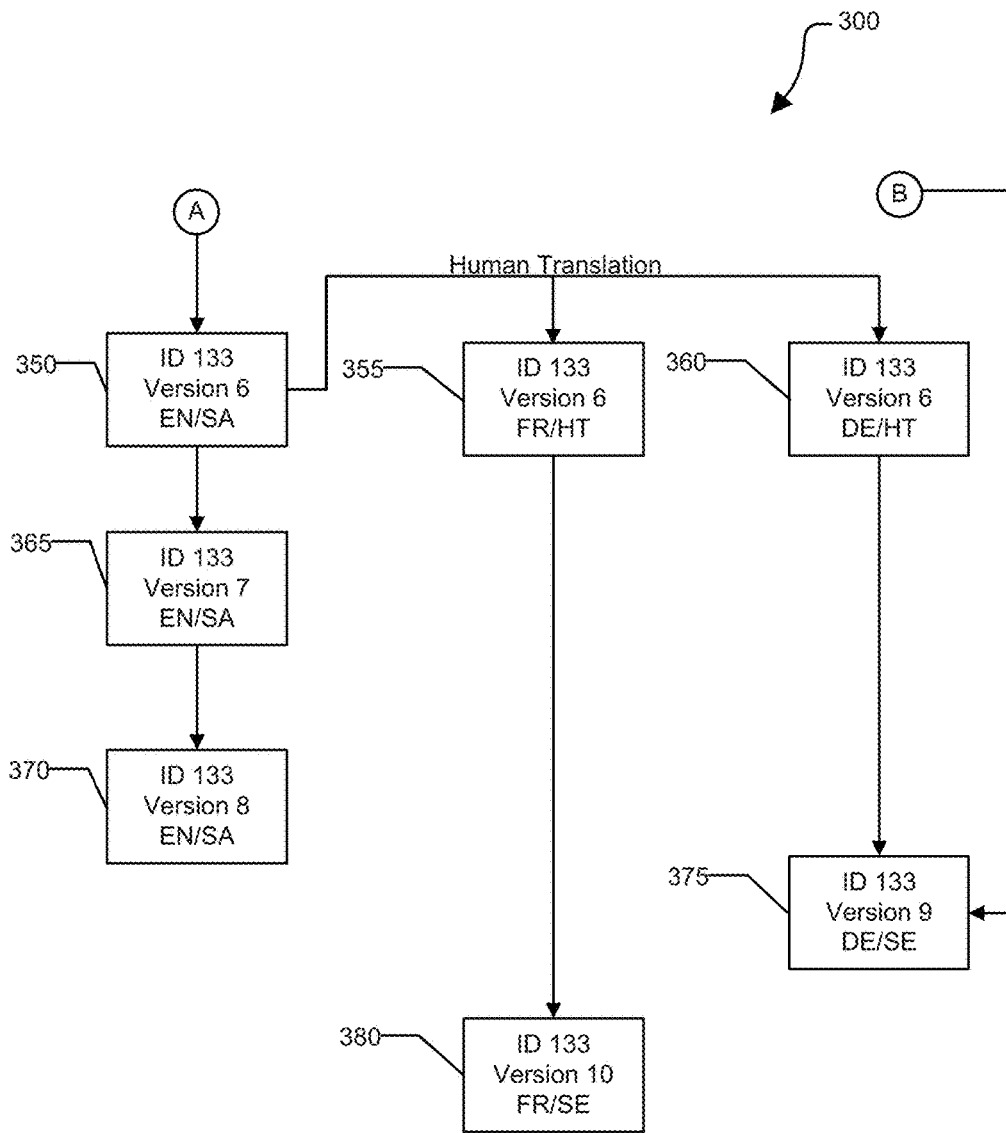 300
A
B
Human Translation
350
ID 133
Version 6
EN/SA
355
ID 133
Version 6
FR/HT
360
ID 133
Version 6
DE/HT
365
ID 133
Version 7
EN/SA
370
ID 133
Version 8
EN/SA
375
ID 133
Version 9
DE/SE
380
ID 133
Version 10
FR/SE